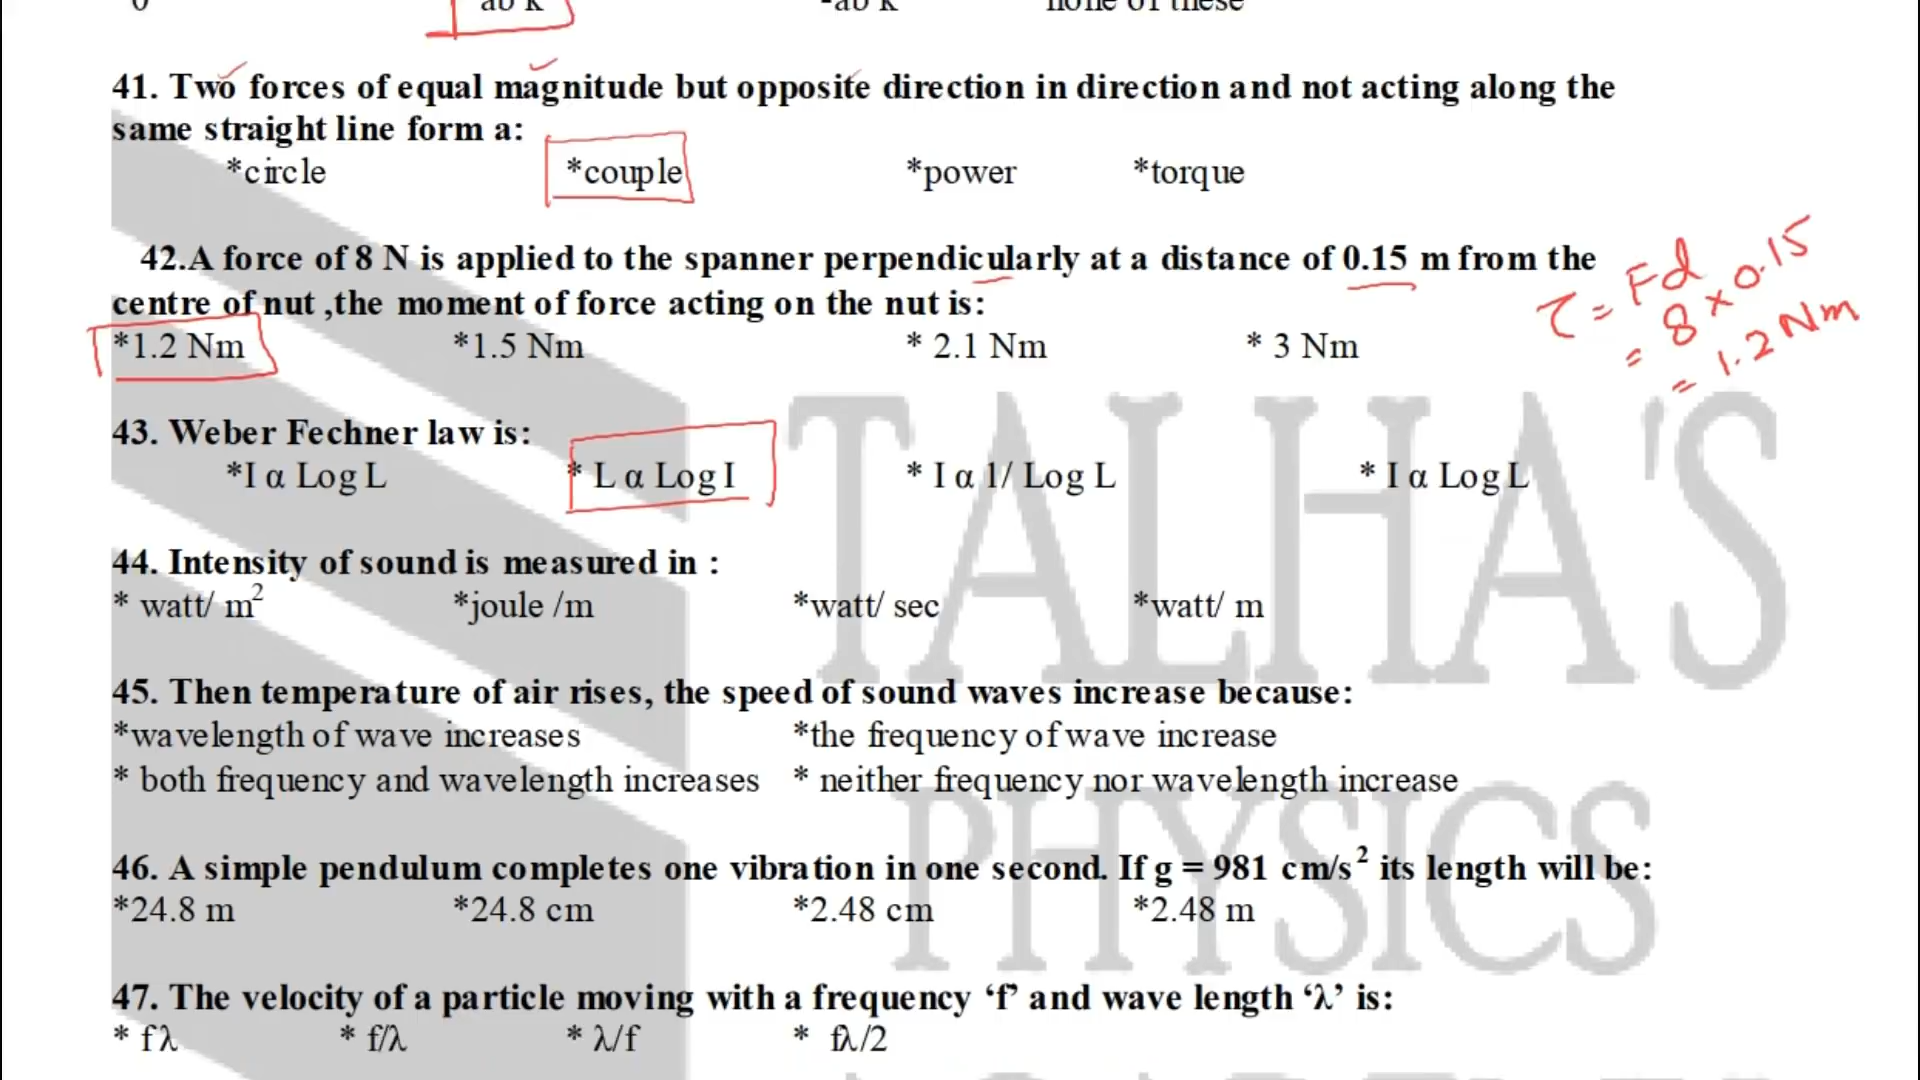 0 ab k -ab k none of these
41. Two forces of equal magnitude but opposite direction in direction and not acting along the
same straight line form a:
*circle *couple *power *torque
42.A force of 8 N is applied to the spanner perpendicularly at a distance of 0.15 m from the
centre of nut ,the moment of force acting on the nut is:
*1.2 Nm *1.5 Nm * 2.1 Nm * 3 Nm
τ = Fd
= 8 × 0.15
= 1.2 Nm
43. Weber Fechner law is:
*I α Log L * L α Log I * I α 1/ Log L * I α Log L
44. Intensity of sound is measured in :
* watt/ m² *joule /m *watt/ sec *watt/ m
45. Then temperature of air rises, the speed of sound waves increase because:
*wavelength of wave increases *the frequency of wave increase
* both frequency and wavelength increases * neither frequency nor wavelength increase
46. A simple pendulum completes one vibration in one second. If g = 981 cm/s² its length will be:
*24.8 m *24.8 cm *2.48 cm *2.48 m
47. The velocity of a particle moving with a frequency ‘f’ and wave length ‘λ’ is:
* fλ * f/λ * λ/f * fλ/2
TALHA'S
PHYSICS